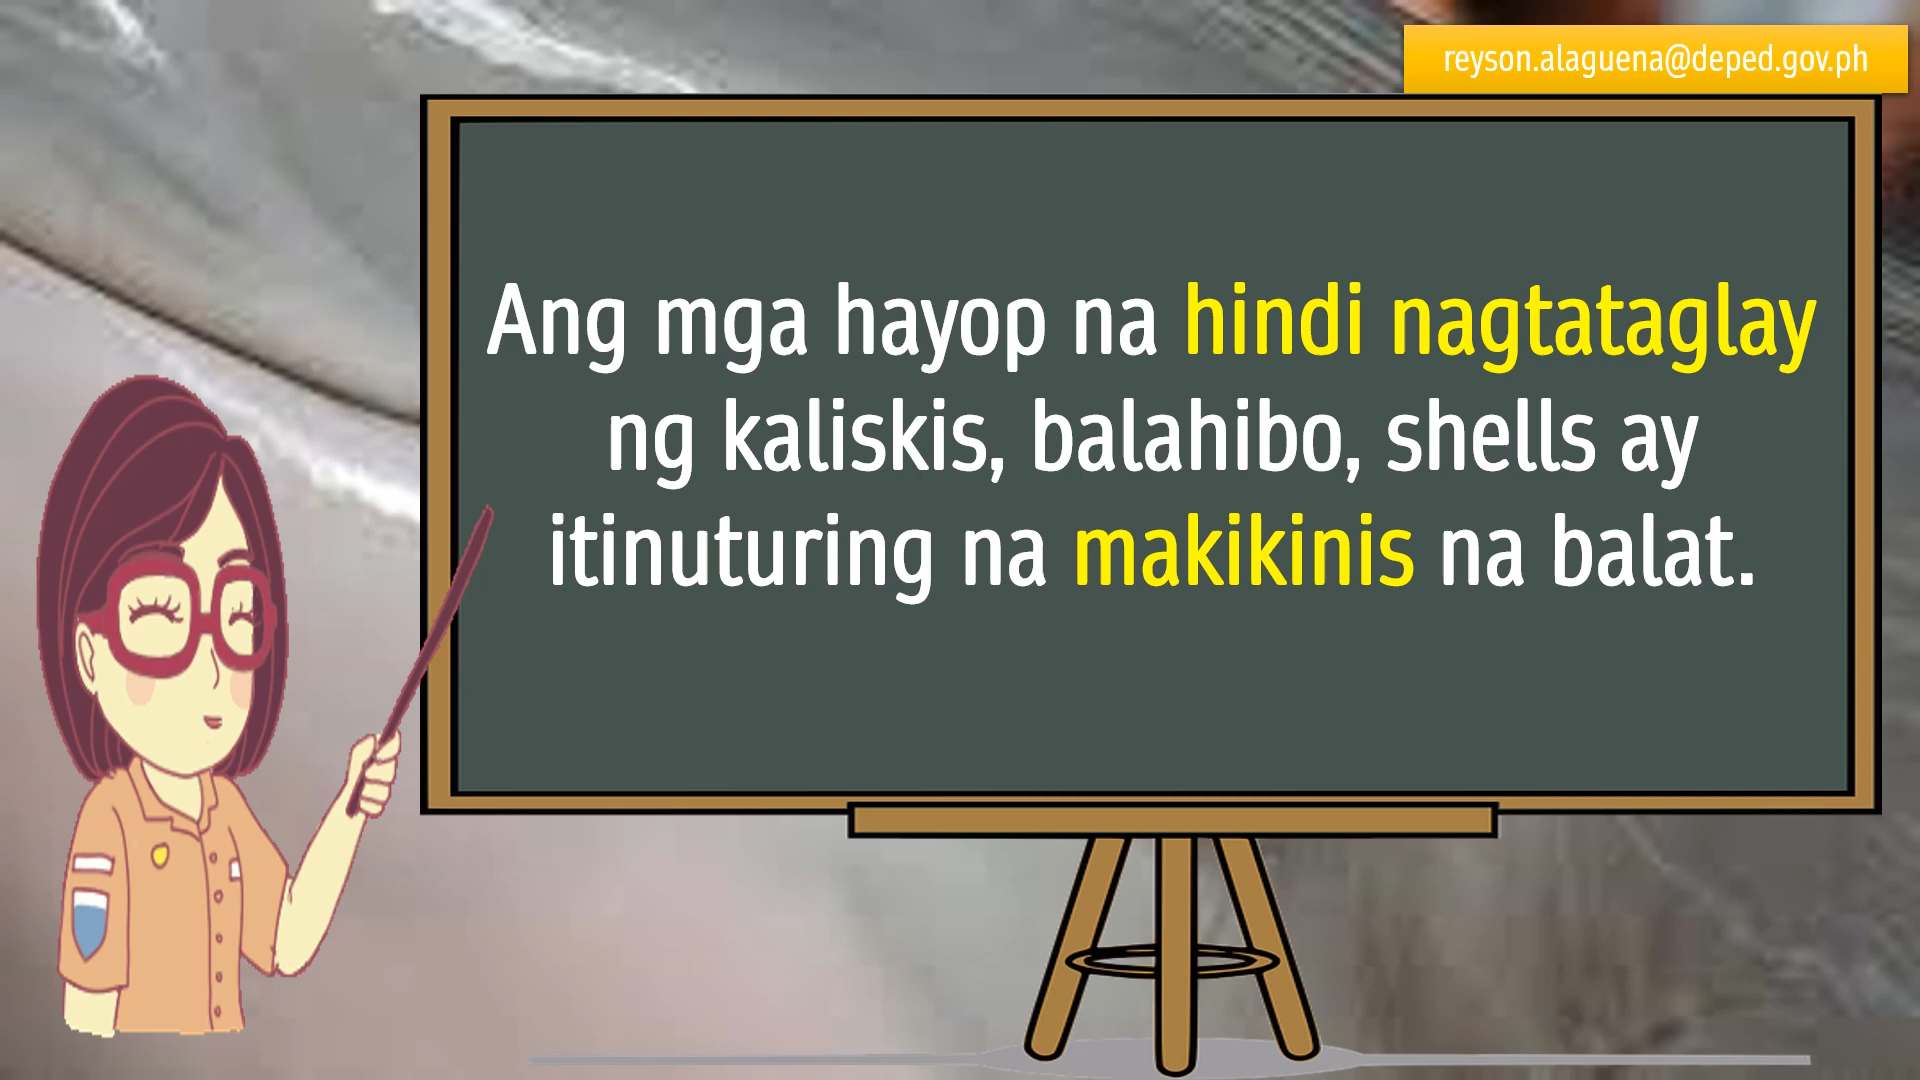 reyson.alaguena@deped.gov.ph
Ang mga hayop na hindi nagtataglay
ng kaliskis, balahibo, shells ay
itinuturing na makikinis na balat.